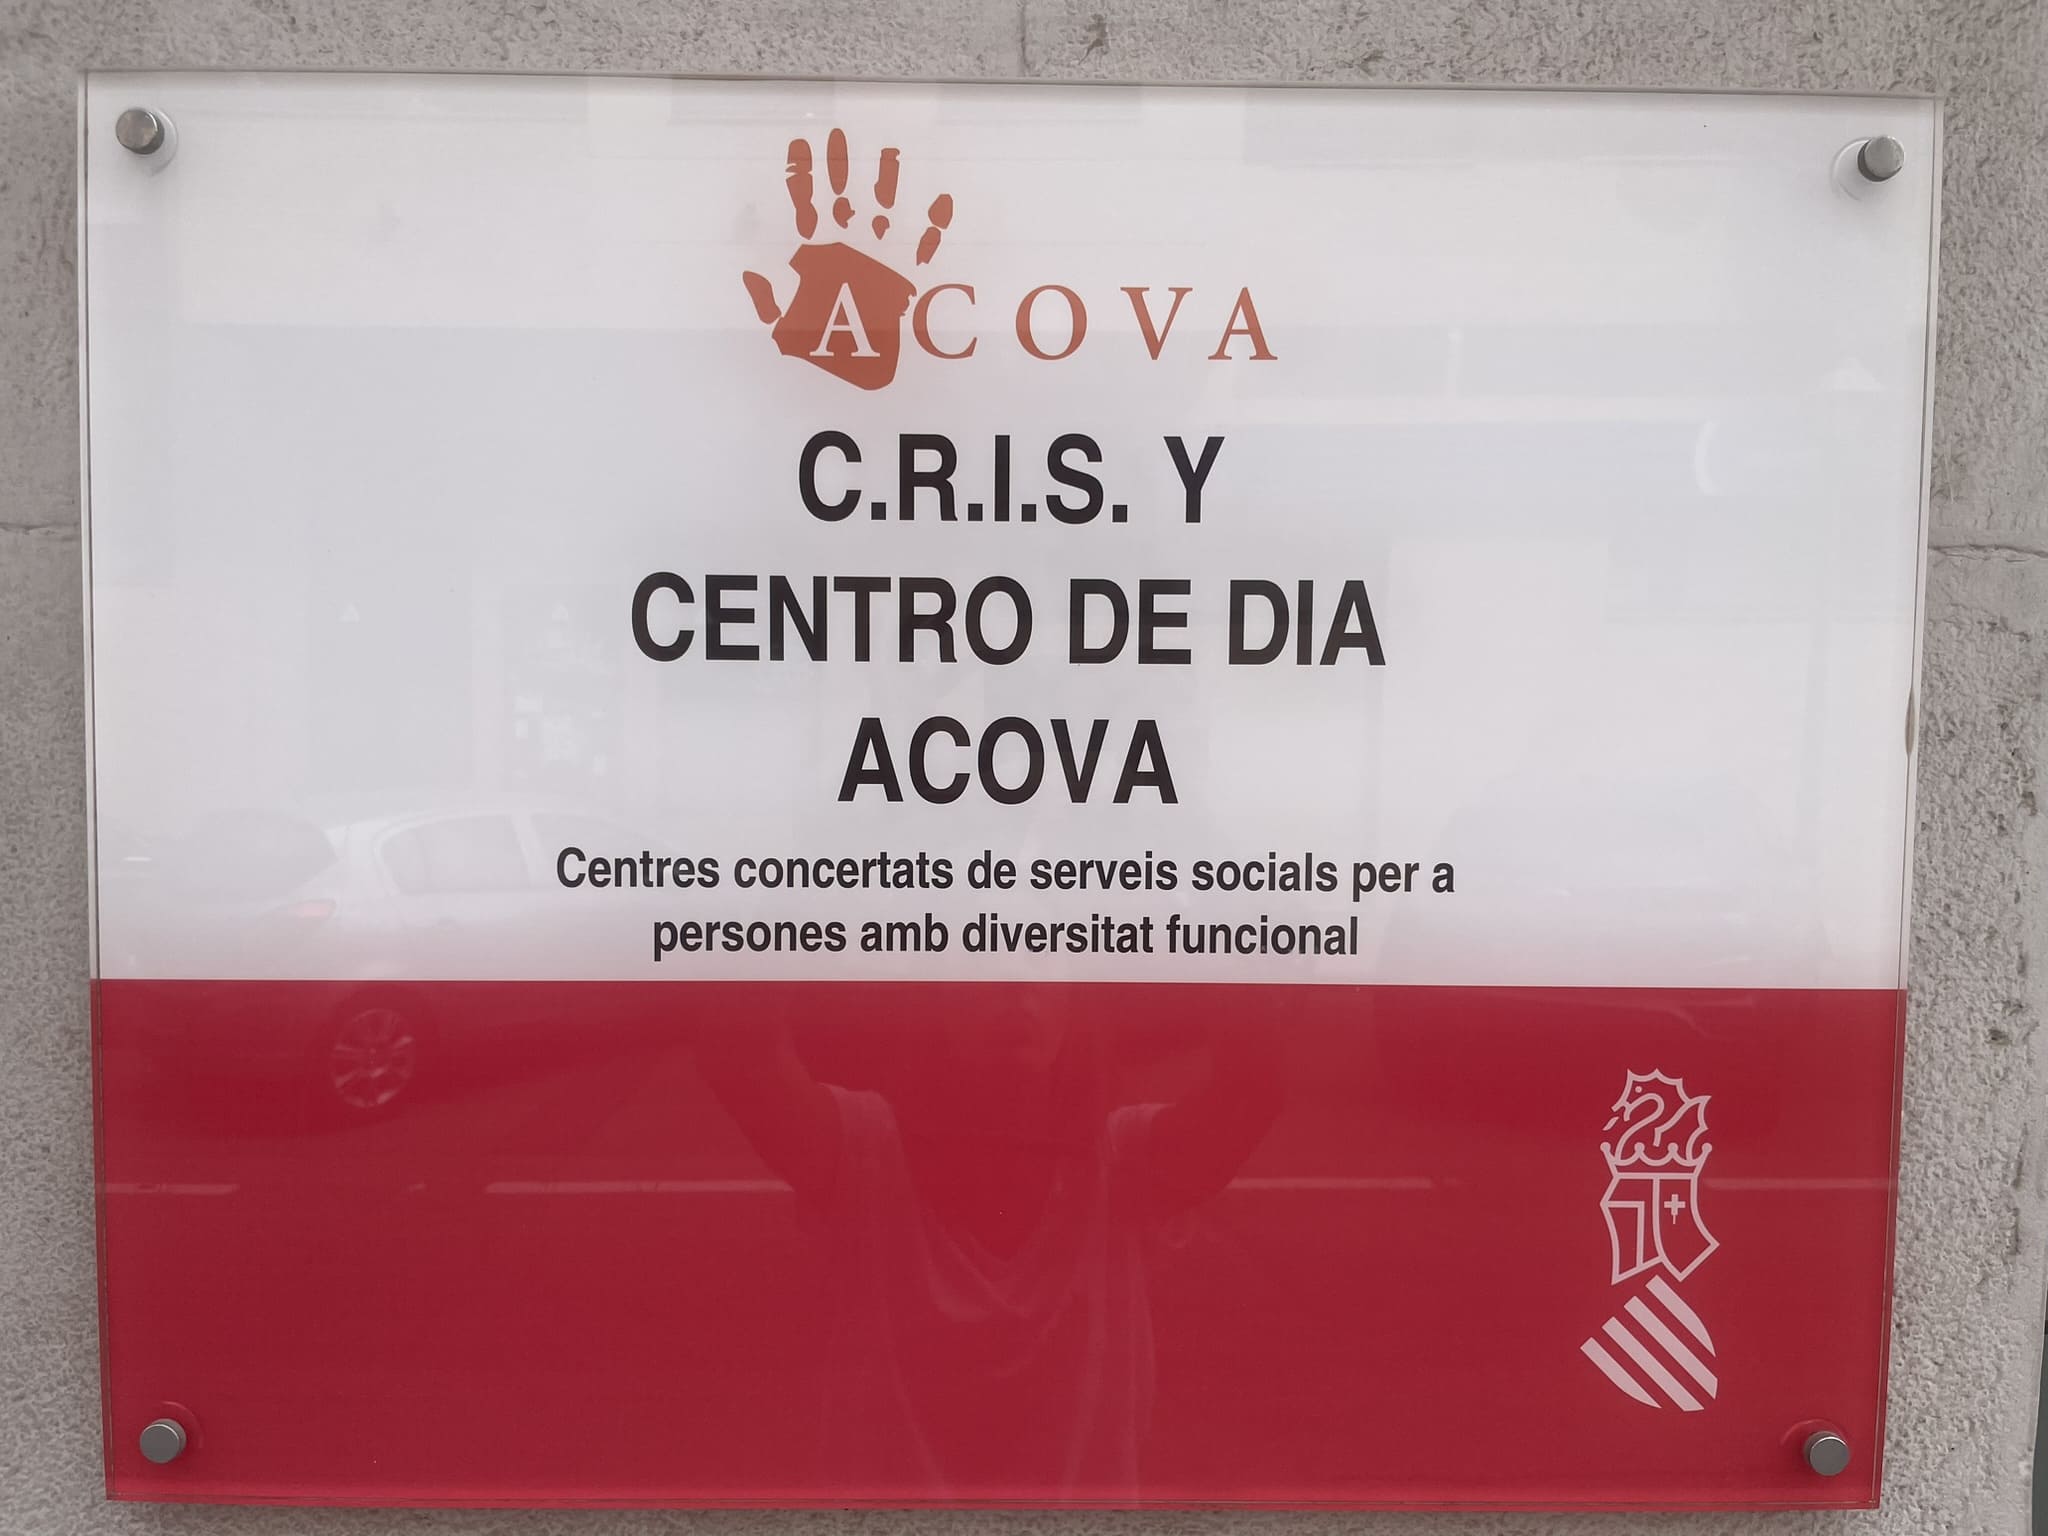 ACOVA
C.R.I.S. Y
CENTRO DE DIA
ACOVA
Centres concertats de serveis socials per a
persones amb diversitat funcional